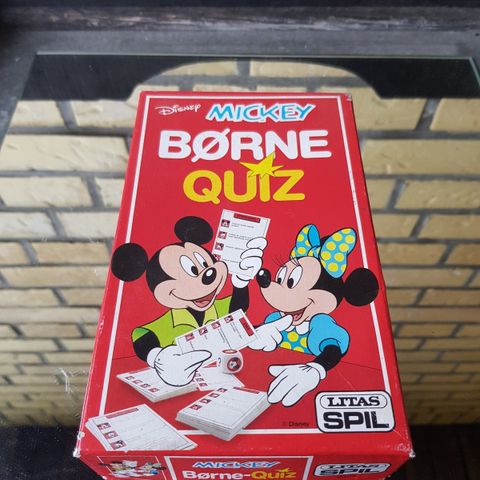 Disney
MICKEY
BØRNE
QUIZ
LITAS
SPIL
© Disney
MICKEY
Børne-Quiz
LITAS
SPIL